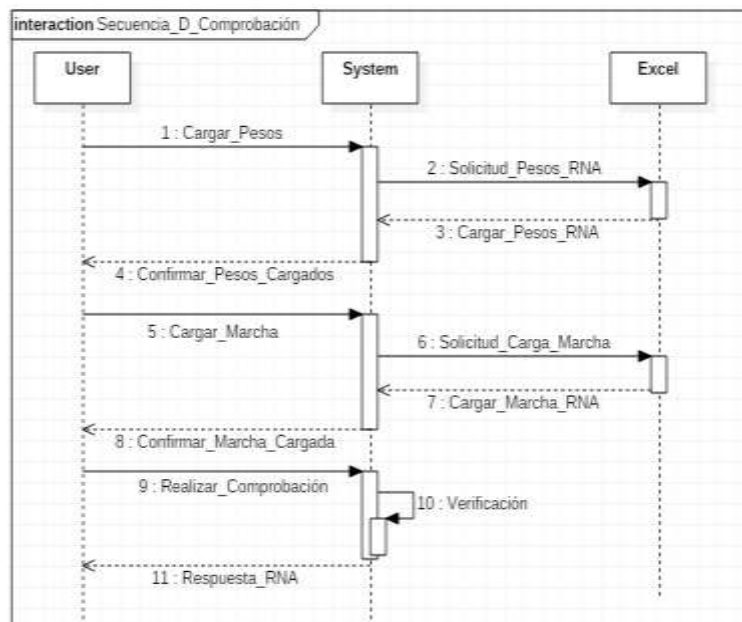 interaction Secuencia_D_Comprobación
User
System
Excel
1 : Cargar_Pesos
2 : Solicitud_Pesos_RNA
3 : Cargar_Pesos_RNA
4 : Confirmar_Pesos_Cargados
5 : Cargar_Marcha
6 : Solicitud_Carga_Marcha
7 : Cargar_Marcha_RNA
8 : Confirmar_Marcha_Cargada
9 : Realizar_Comprobación
10 : Verificación
11 : Respuesta_RNA